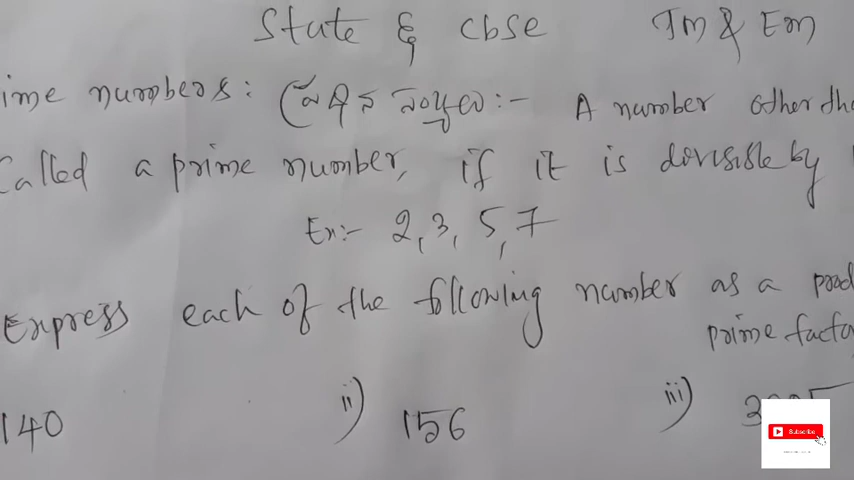 State & cbse Tm & Em
ime numbers: ప్రధాన సంఖ్యలు:- A number other tha
Called a prime number, if it is divisible by
Ex:- 2, 3, 5, 7
Express each of the following number as a prod
prime facto
140 ii) 156 iii)
Subscribe